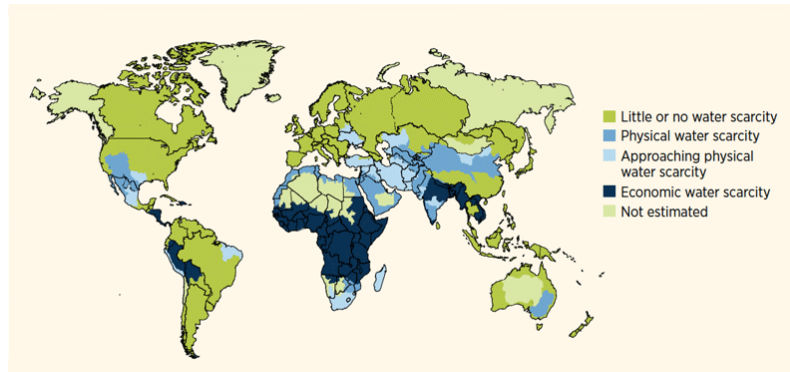 Little or no water scarcity
Physical water scarcity
Approaching physical
water scarcity
Economic water scarcity
Not estimated